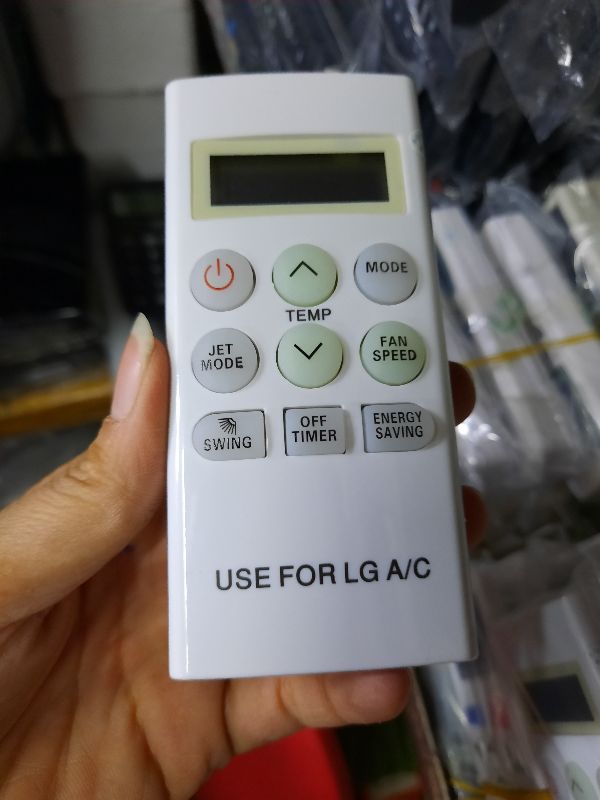 MODE
TEMP
JET
MODE
FAN
SPEED
SWING
OFF
TIMER
ENERGY
SAVING
USE FOR LG A/C